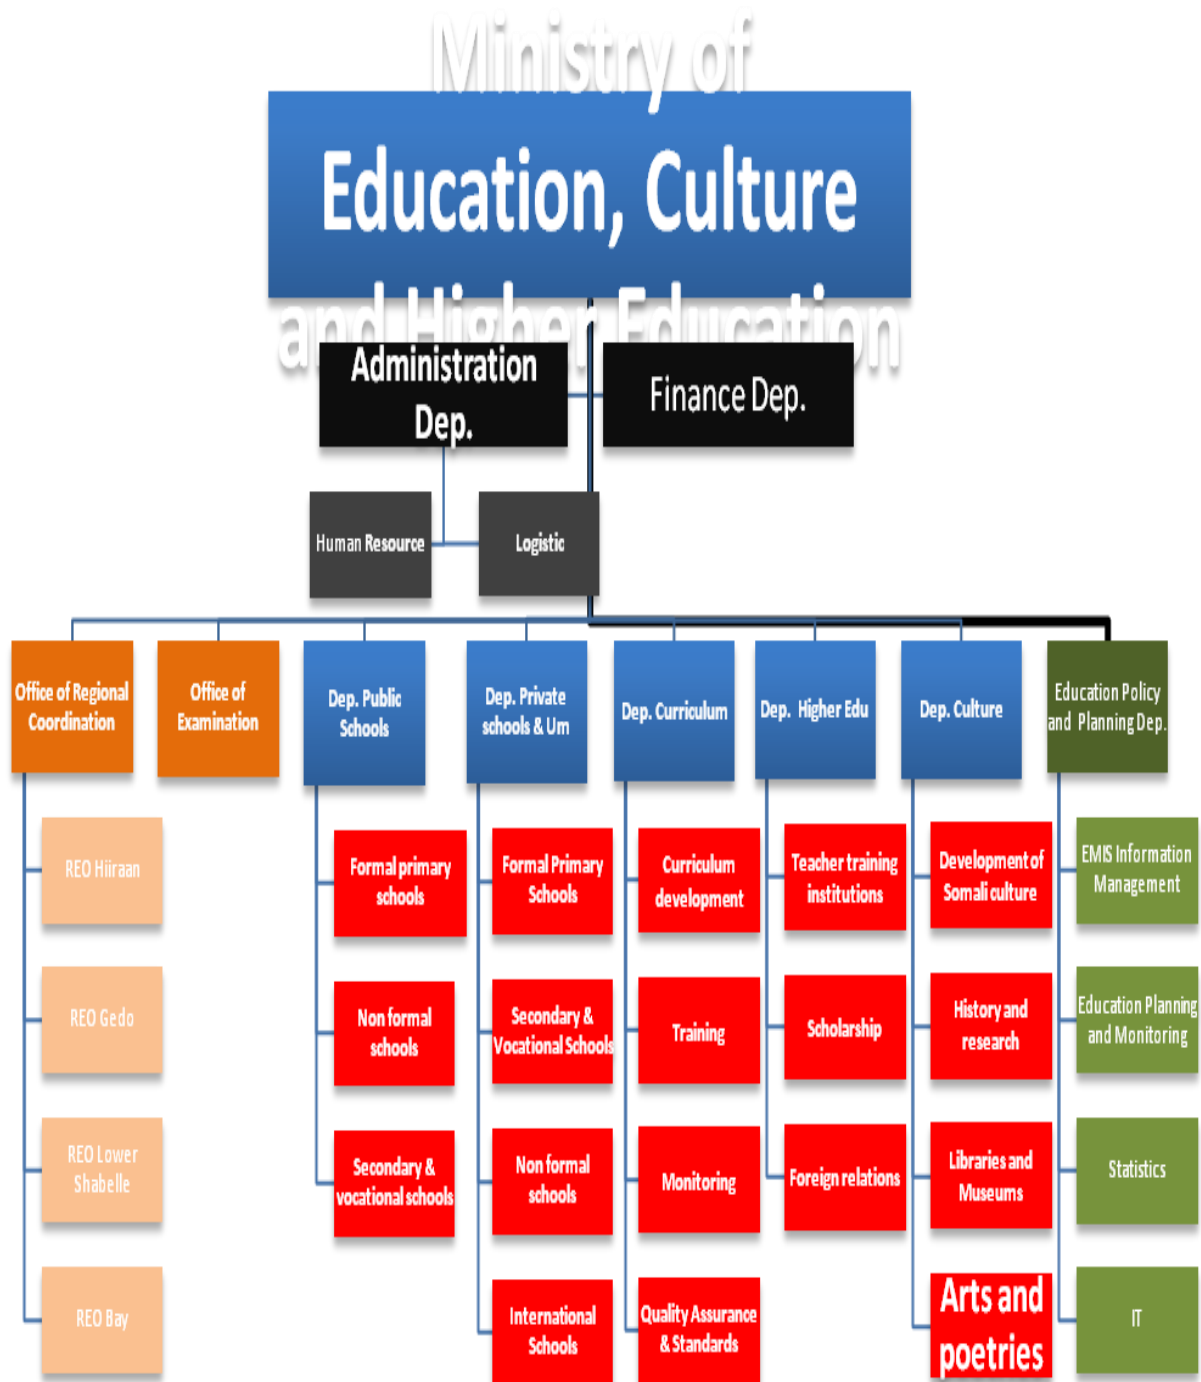 Ministry of
Education, Culture
and Higher Education
Administration
Dep.
Finance Dep.
Human Resource
Logistic
Office of Regional
Coordination
Office of
Examination
Dep. Public
Schools
Dep. Private
schools & Um
Dep. Curriculum
Dep. Higher Edu
Dep. Culture
Education Policy
and Planning Dep.
REO Hiiraan
REO Gedo
REO Lower
Shabelle
REO Bay
Formal primary
schools
Non formal
schools
Secondary &
vocational schools
Formal Primary
Schools
Secondary &
Vocational Schools
Non formal
schools
International
Schools
Curriculum
development
Training
Monitoring
Quality Assurance
& Standards
Teacher training
institutions
Scholarship
Foreign relations
Development of
Somali culture
History and
research
Libraries and
Museums
Arts and
poetries
EMIS Information
Management
Education Planning
and Monitoring
Statistics
IT